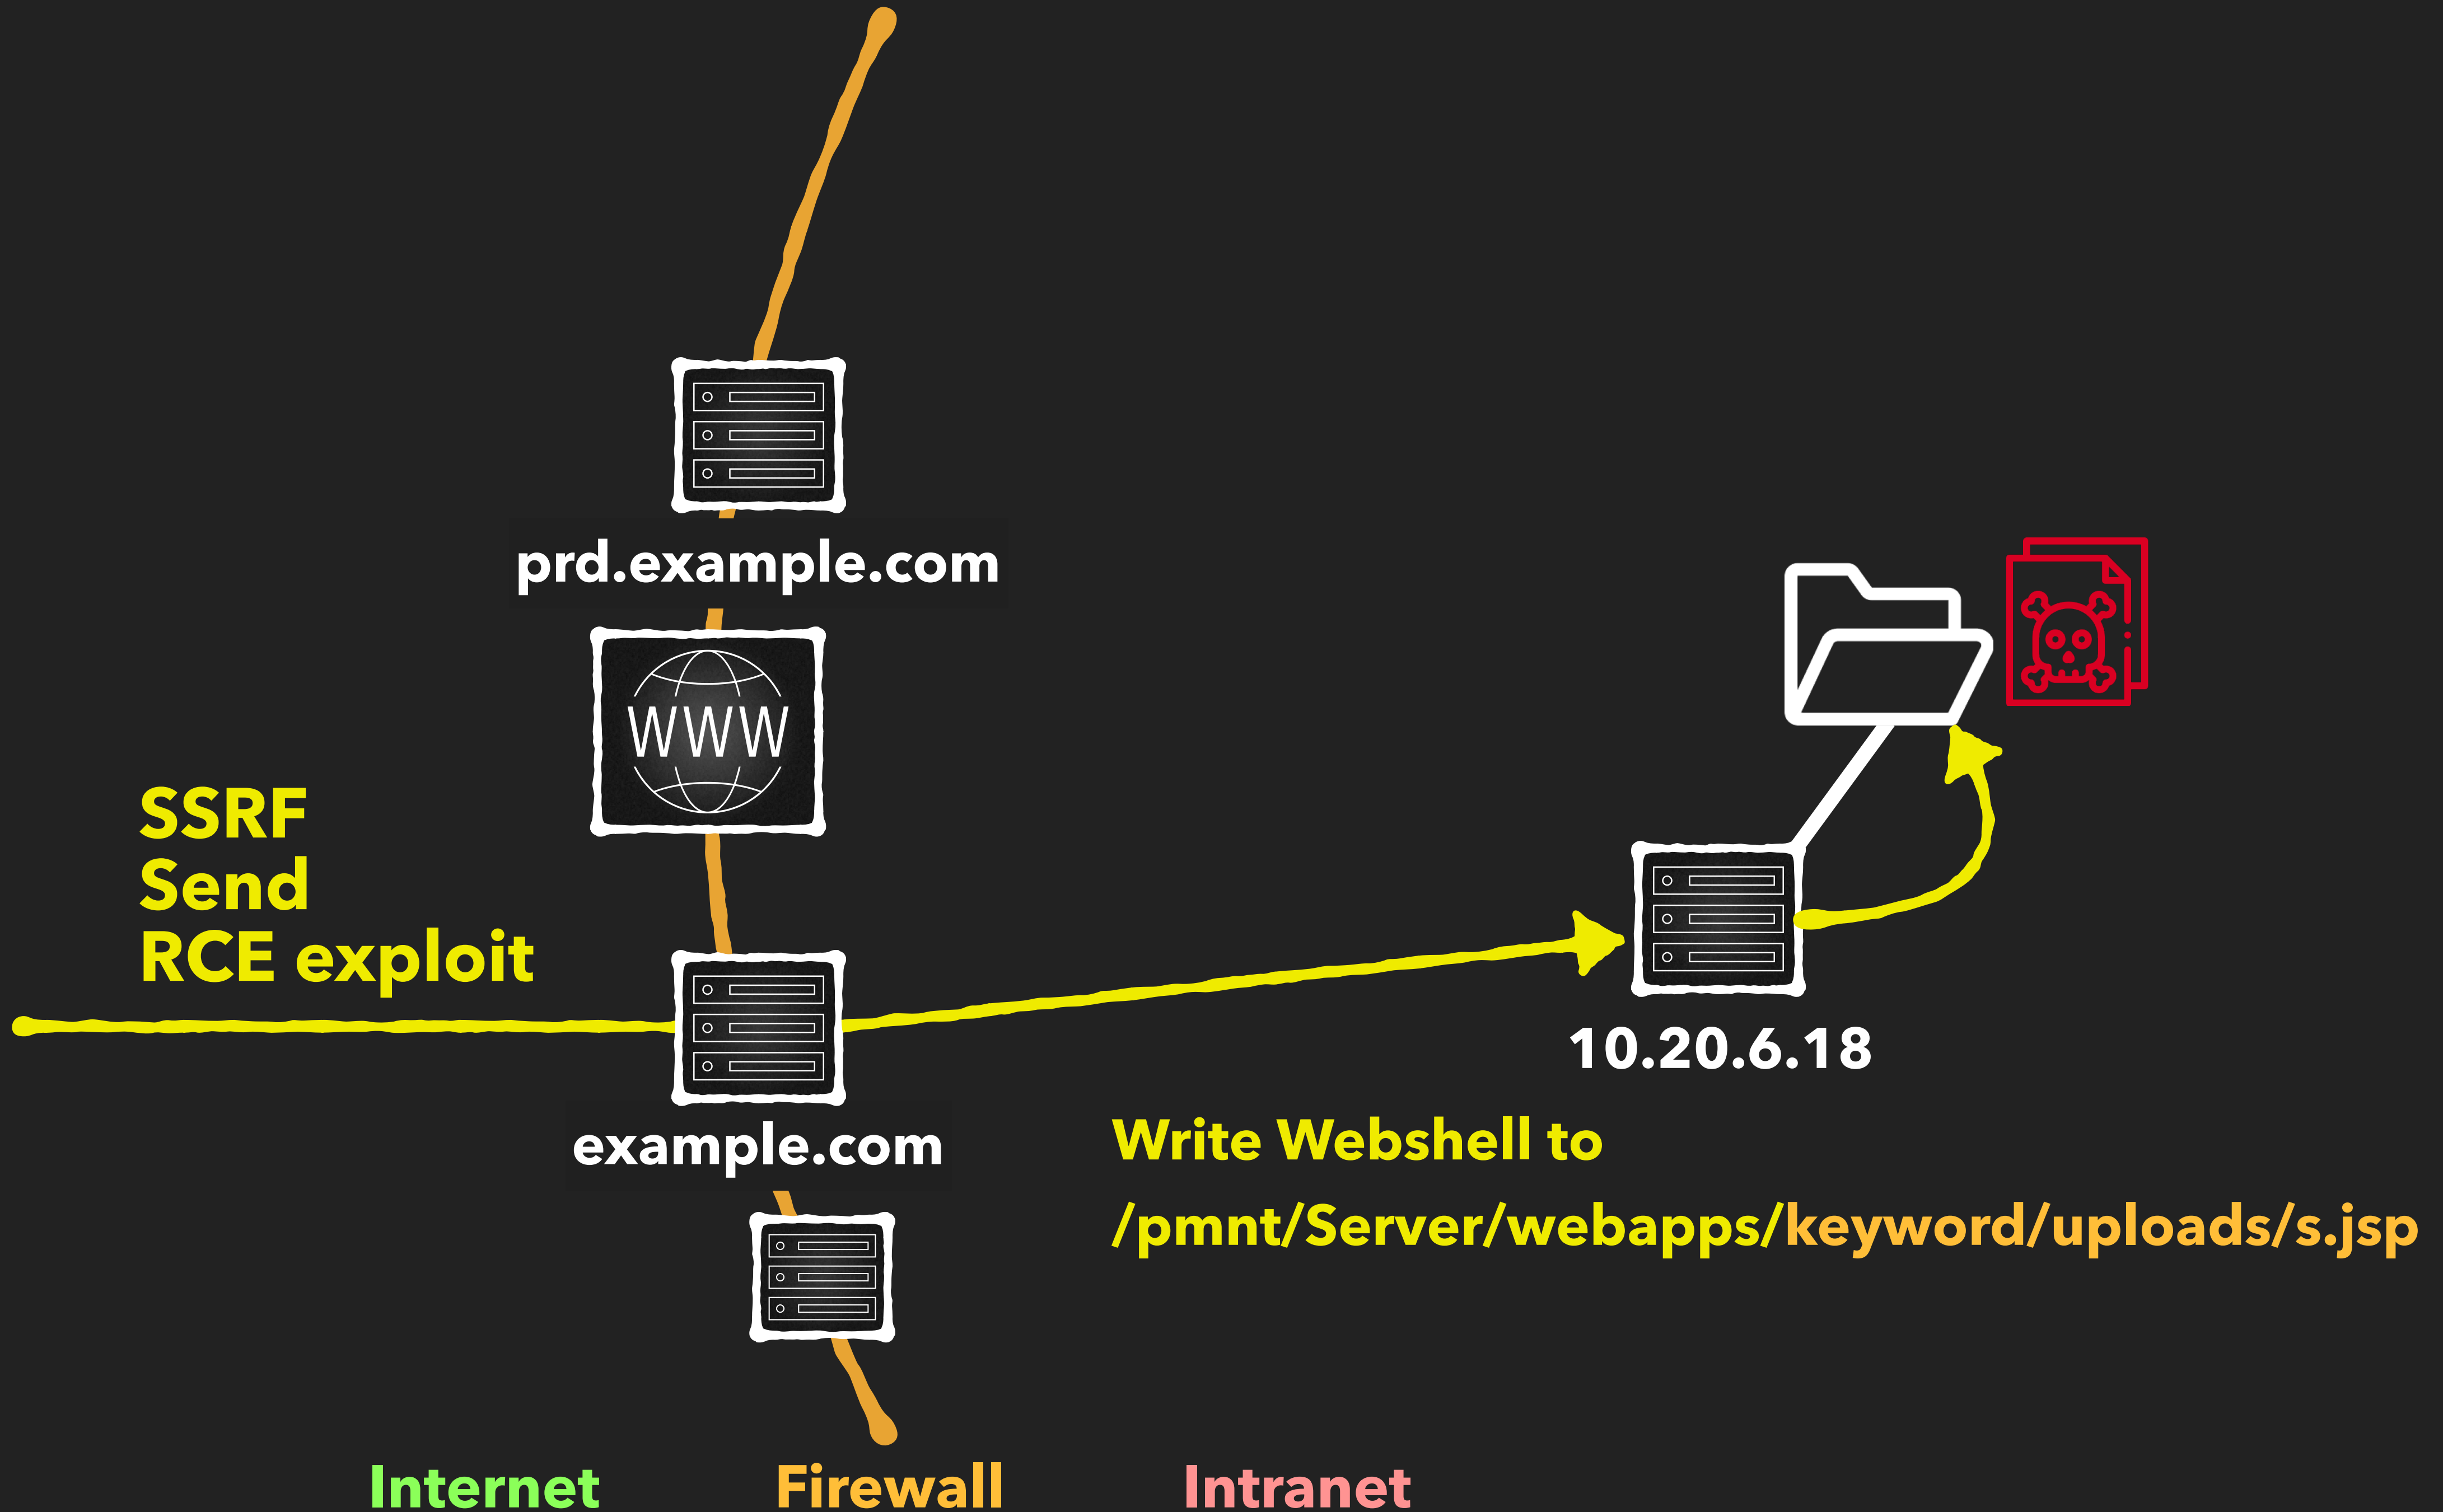 prd.example.com
WWW
SSRF
Send
RCE exploit
example.com
10.20.6.18
Write Webshell to
/pmnt/Server/webapps/keyword/uploads/s.jsp
Internet
Firewall
Intranet